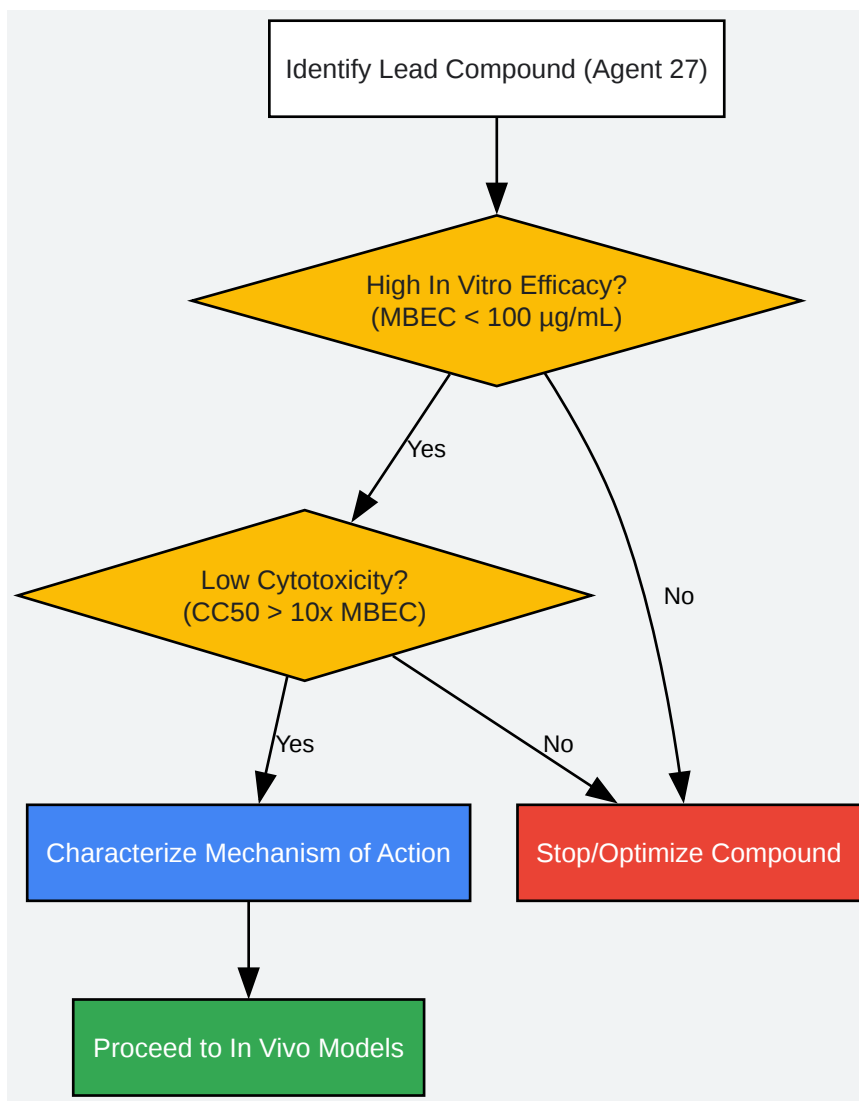 Identify Lead Compound (Agent 27)
High In Vitro Efficacy?
(MBEC < 100 µg/mL)
Yes
No
Low Cytotoxicity?
(CC50 > 10x MBEC)
Yes
No
Characterize Mechanism of Action
Stop/Optimize Compound
Proceed to In Vivo Models